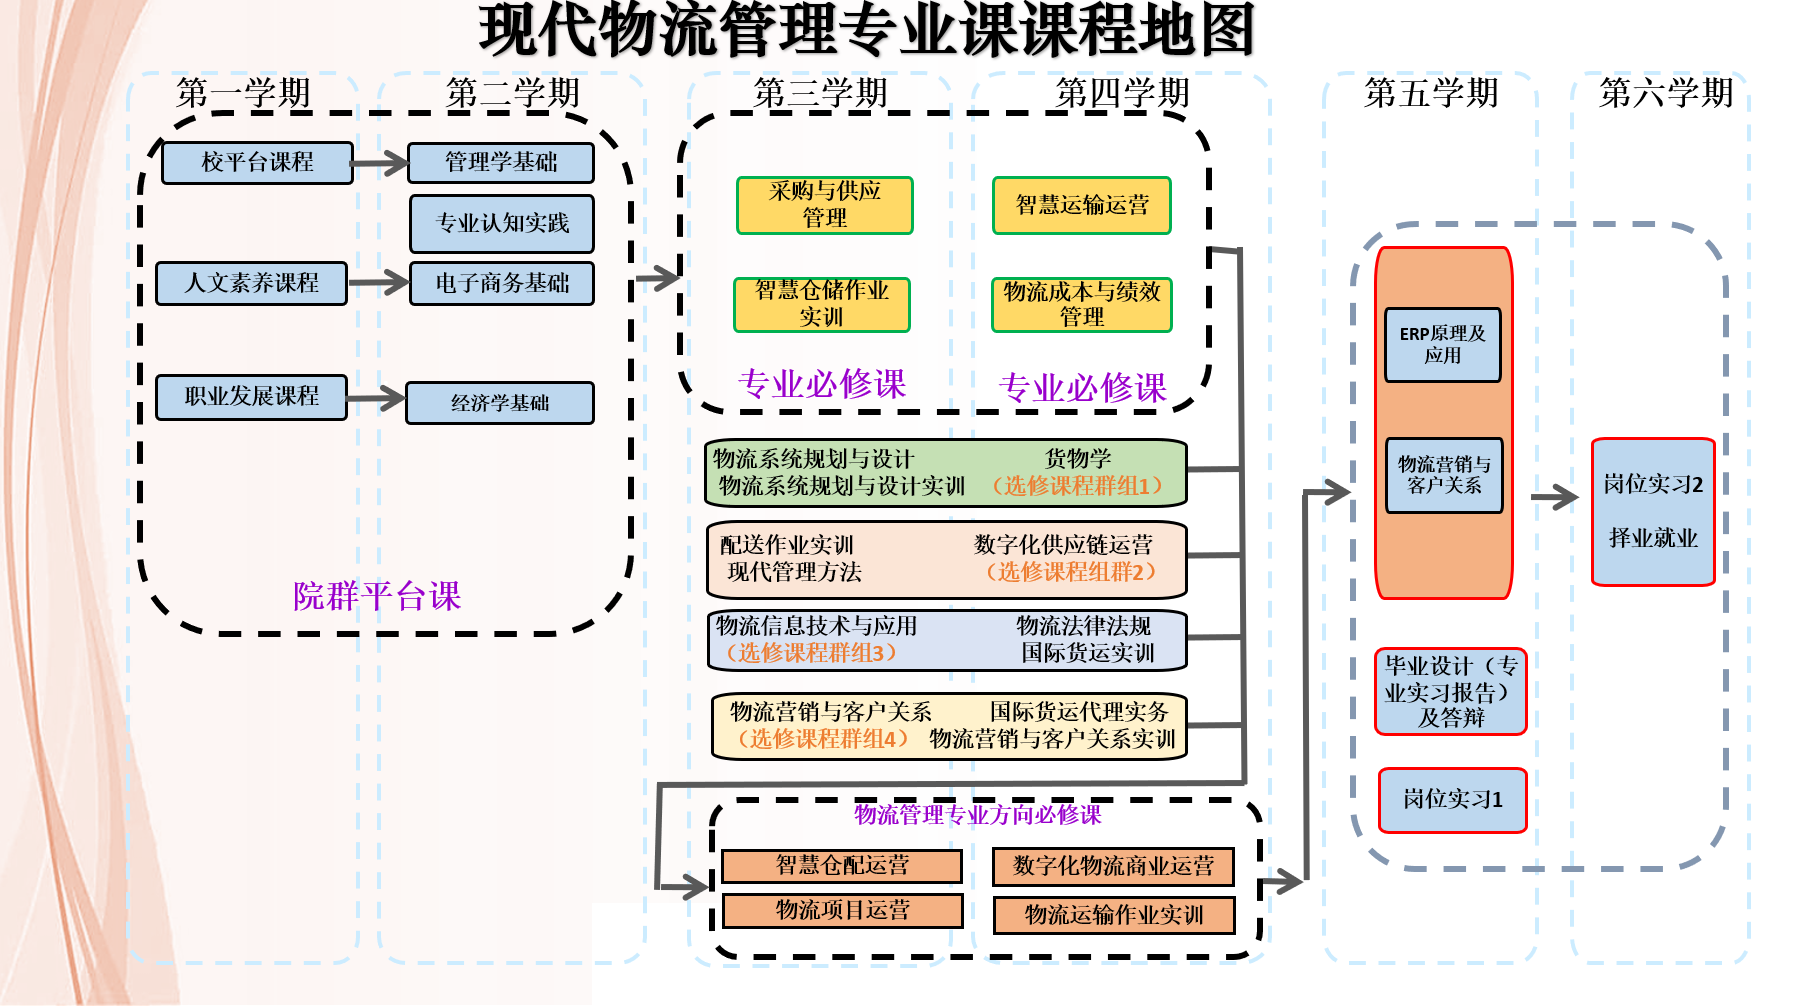 现代物流管理专业课课程地图
第一学期
第二学期
第三学期
第四学期
第五学期
第六学期
校平台课程
管理学基础
专业认知实践
人文素养课程
电子商务基础
职业发展课程
经济学基础
院群平台课
采购与供应
管理
智慧运输运营
智慧仓储作业
实训
物流成本与绩效
管理
专业必修课
专业必修课
物流系统规划与设计 货物学
物流系统规划与设计实训 （选修课程群组1）
配送作业实训 数字化供应链运营
现代管理方法 （选修课程组群2）
物流信息技术与应用 物流法律法规
（选修课程群组3） 国际货运实训
物流营销与客户关系 国际货运代理实务
（选修课程群组4） 物流营销与客户关系实训
物流管理专业方向必修课
智慧仓配运营
数字化物流商业运营
物流项目运营
物流运输作业实训
ERP原理及
应用
物流营销与
客户关系
毕业设计（专
业实习报告）
及答辩
岗位实习1
岗位实习2
择业就业